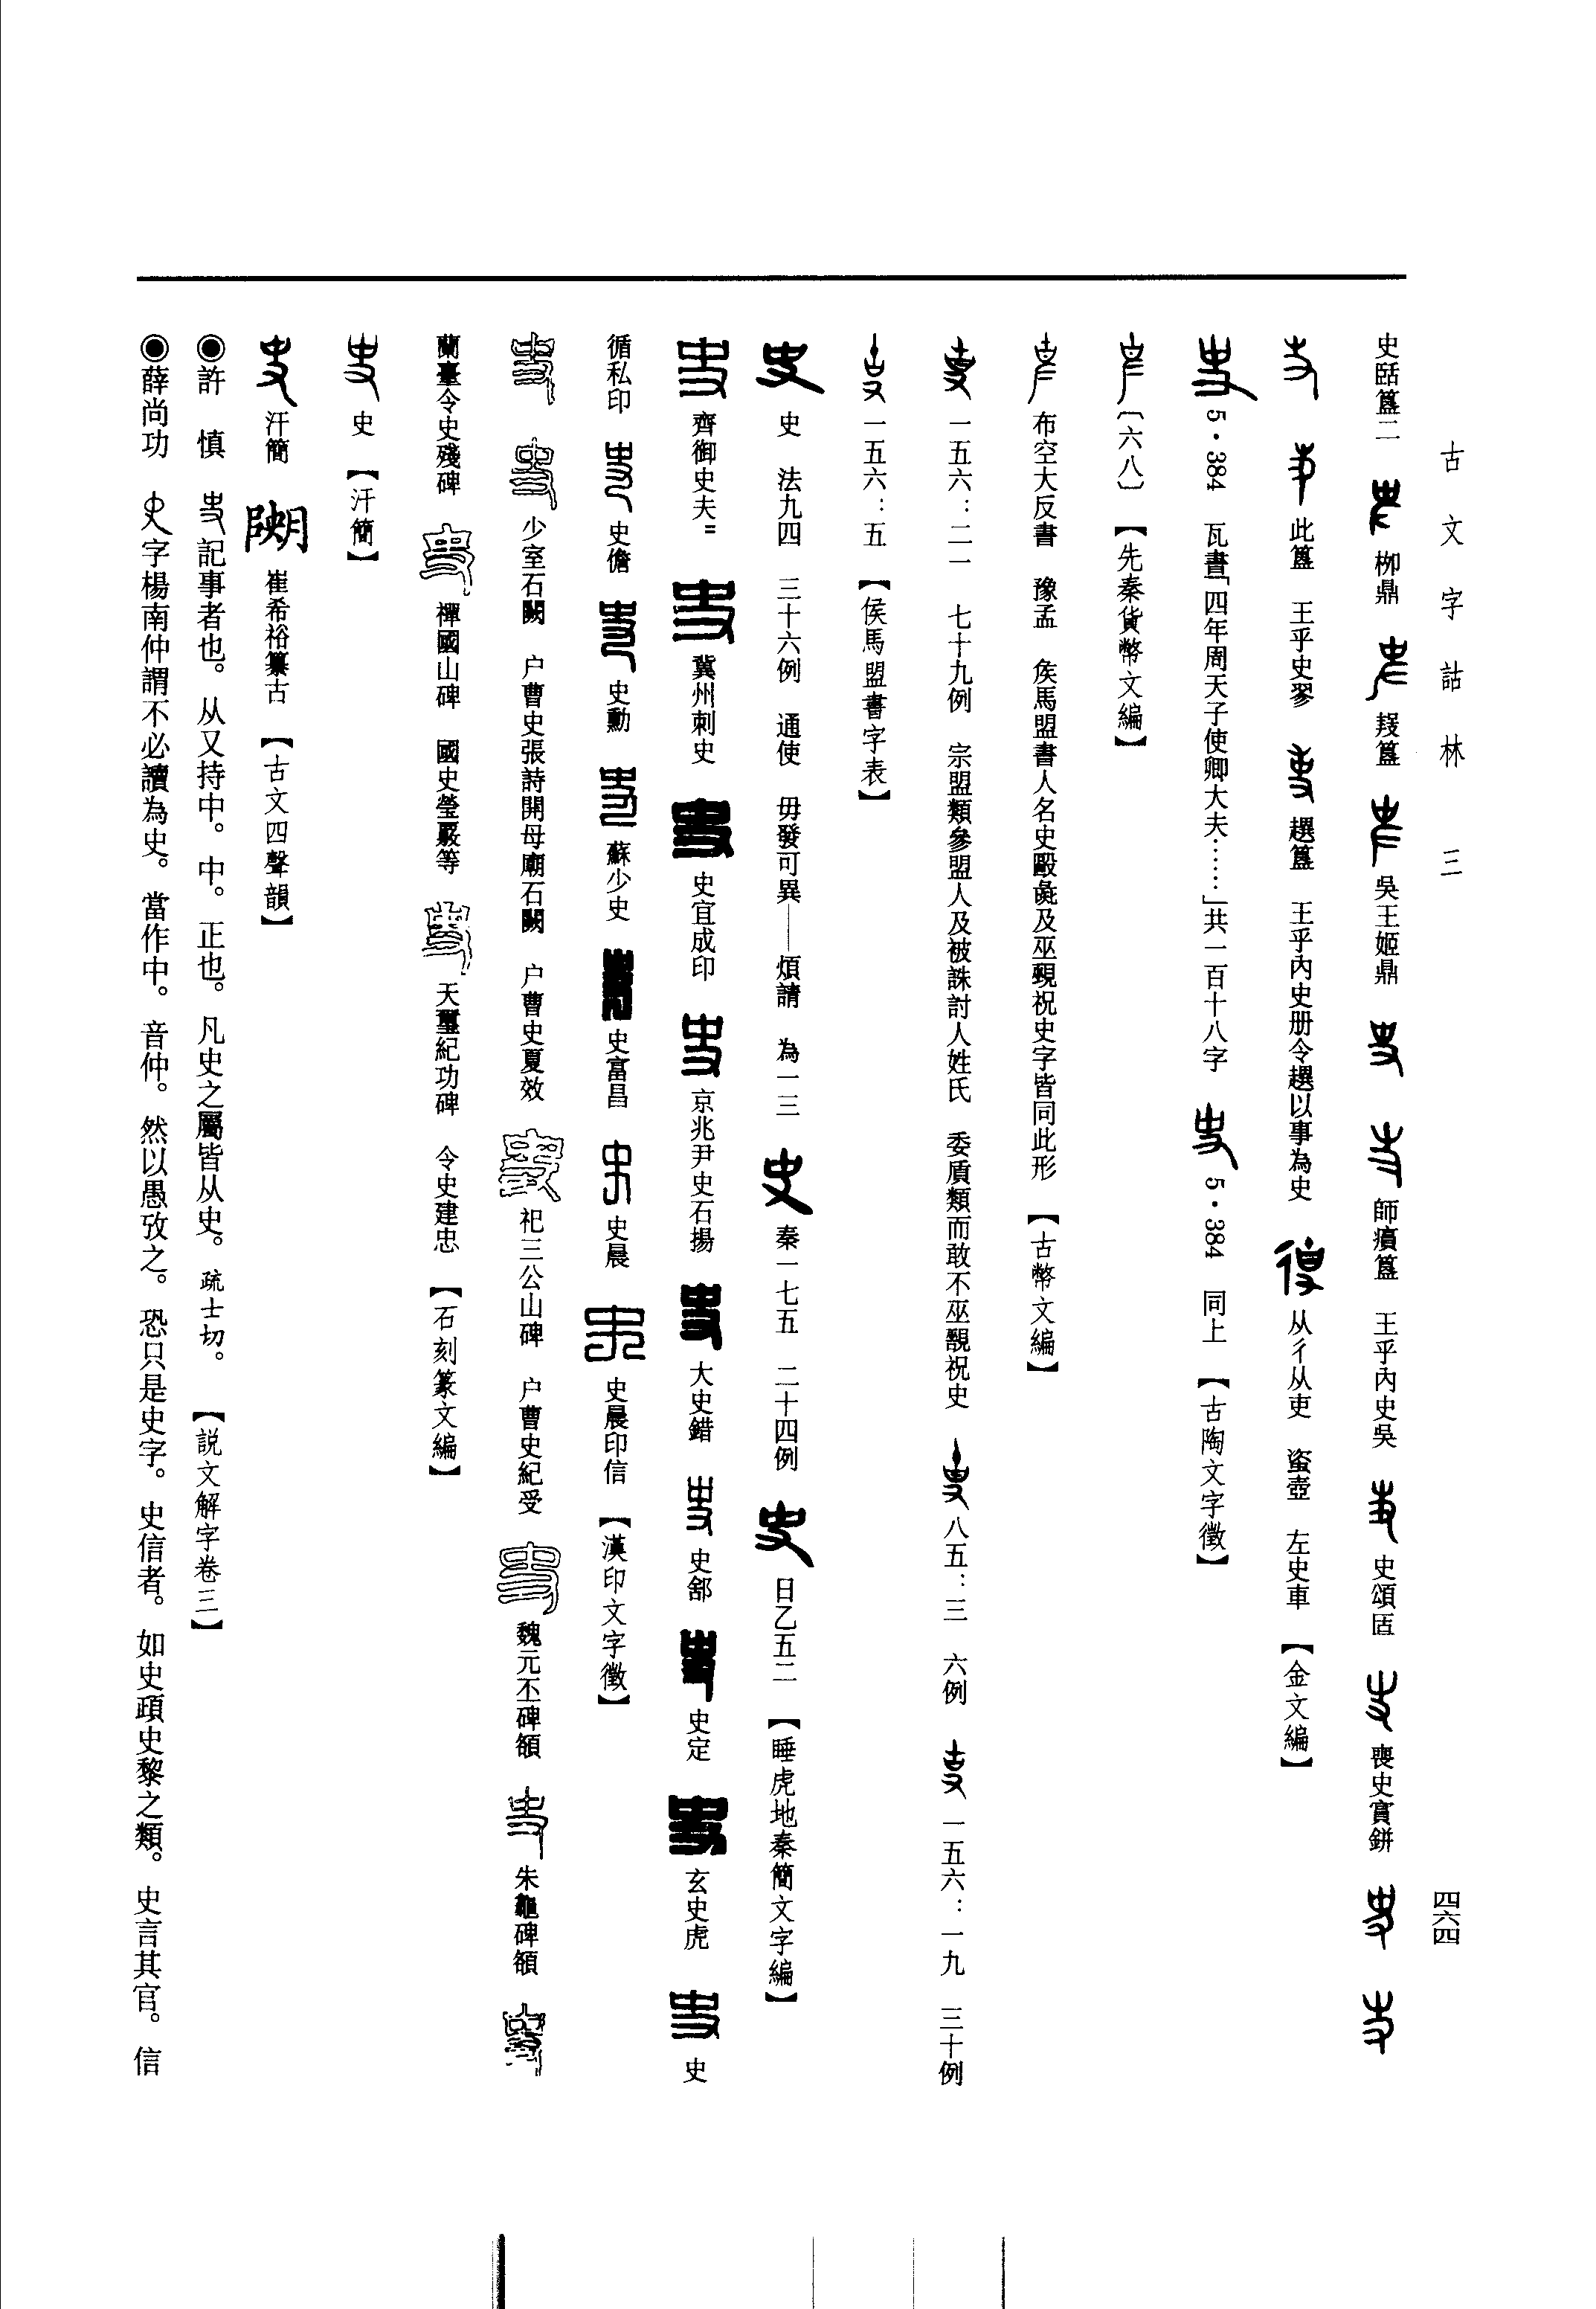 古文字詁林 三
四六四
史䛐簋二 栁鼎 簋 吳王姬鼎 師㾓簋 王乎內史吳 史頌匜 喪史𡩜鉼
此簋 王乎史翏 趩簋 王乎內史册令趩以事為史 从彳从吏 𧊒壺 左史車 【金文編】
5·384 瓦書「四年周天子使卿大夫……」共一百十八字 5·384 同上 【古陶文字徵】
〔六八〕 【先秦貨幣文編】
布空大反書 豫孟 矦馬盟書人名史毆彘及巫覡祝史字皆同此形 【古幣文編】
一五六:二一 七十九例 宗盟類參盟人及被誅討人姓氏 委質類而敢不巫覡祝史 八五:三 六例 一五六:一九 三十例
一五六:五 【侯馬盟書字表】
史 法九四 三十六例 通使 毋發可異——煩請 為一三 秦一七五 二十四例 日乙五二 【睡虎地秦簡文字編】
齊御史夫〓 冀州刺史 史宜成印 京兆尹史石揚 大史錯 史郤 史定 玄史虎 史
循私印 史儋 史勳 蘇少史 史富昌 史晨 史晨印信 【漢印文字徵】
少室石闕 户曹史張詩開母廟石闕 户曹史夏效 祀三公山碑 户曹史紀受 魏元丕碑額 朱龜碑額
蘭臺令史殘碑 禪國山碑 國史瑩覈等 天璽紀功碑 令史建忠 【石刻篆文編】
史 【汗簡】
汗簡 崔希裕纂古 【古文四聲韻】
◉許 慎 記事者也。从又持中。中。正也。凡史之屬皆从史。疏士切。 【説文解字卷三】
◉薛尚功 字楊南仲謂不必讀為史。當作中。音仲。然以愚攷之。恐只是史字。史信者。如史頙史黎之類。史言其官。信